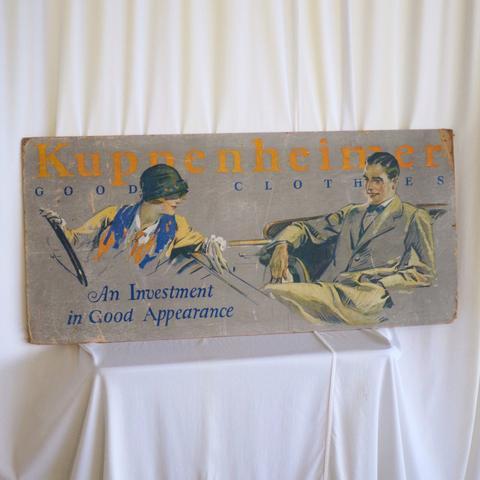 Kuppenheimer
GOOD CLOTHES
An Investment
in Good Appearance